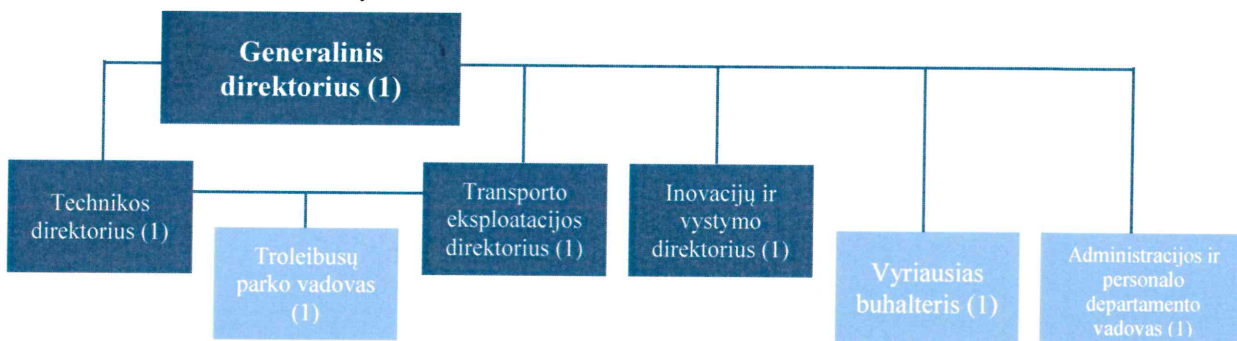 Generalinis
direktorius (1)
Technikos
direktorius (1)
Troleibusų
parko vadovas
(1)
Transporto
eksploatacijos
direktorius (1)
Inovacijų ir
vystymo
direktorius (1)
Vyriausias
buhalteris (1)
Administracijos ir
personalo
departamento
vadovas (1)